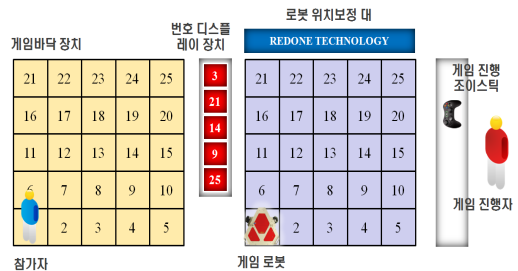 로봇 위치보정 대
번호 디스플
레이 장치
게임바닥 장치
REDONE TECHNOLOGY
게임 진행
조이스틱
21 22 23 24 25
16 17 18 19 20
11 12 13 14 15
6 7 8 9 10
2 3 4 5
3
21
14
9
25
21 22 23 24 25
16 17 18 19 20
11 12 13 14 15
6 7 8 9 10
2 3 4 5
게임 진행자
참가자
게임 로봇